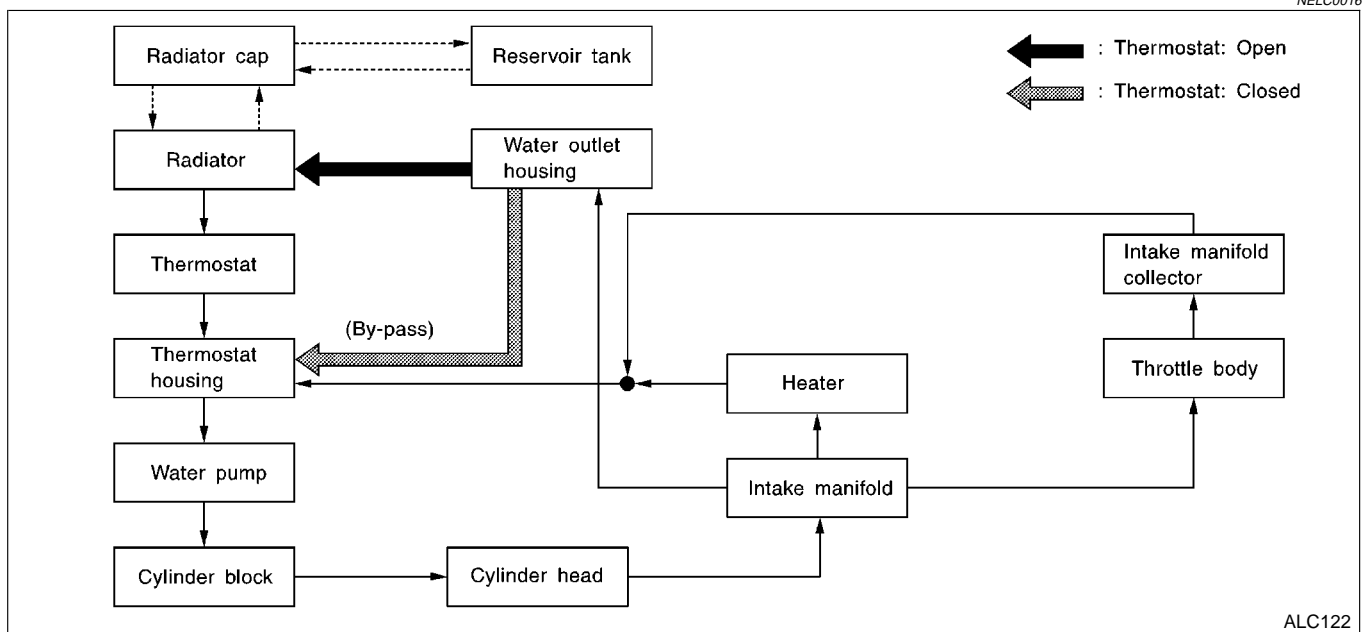 NELC0016
Radiator cap
Reservoir tank
: Thermostat: Open
: Thermostat: Closed
Radiator
Water outlet
housing
Thermostat
Intake manifold
collector
(By-pass)
Thermostat
housing
Heater
Throttle body
Water pump
Intake manifold
Cylinder block
Cylinder head
ALC122